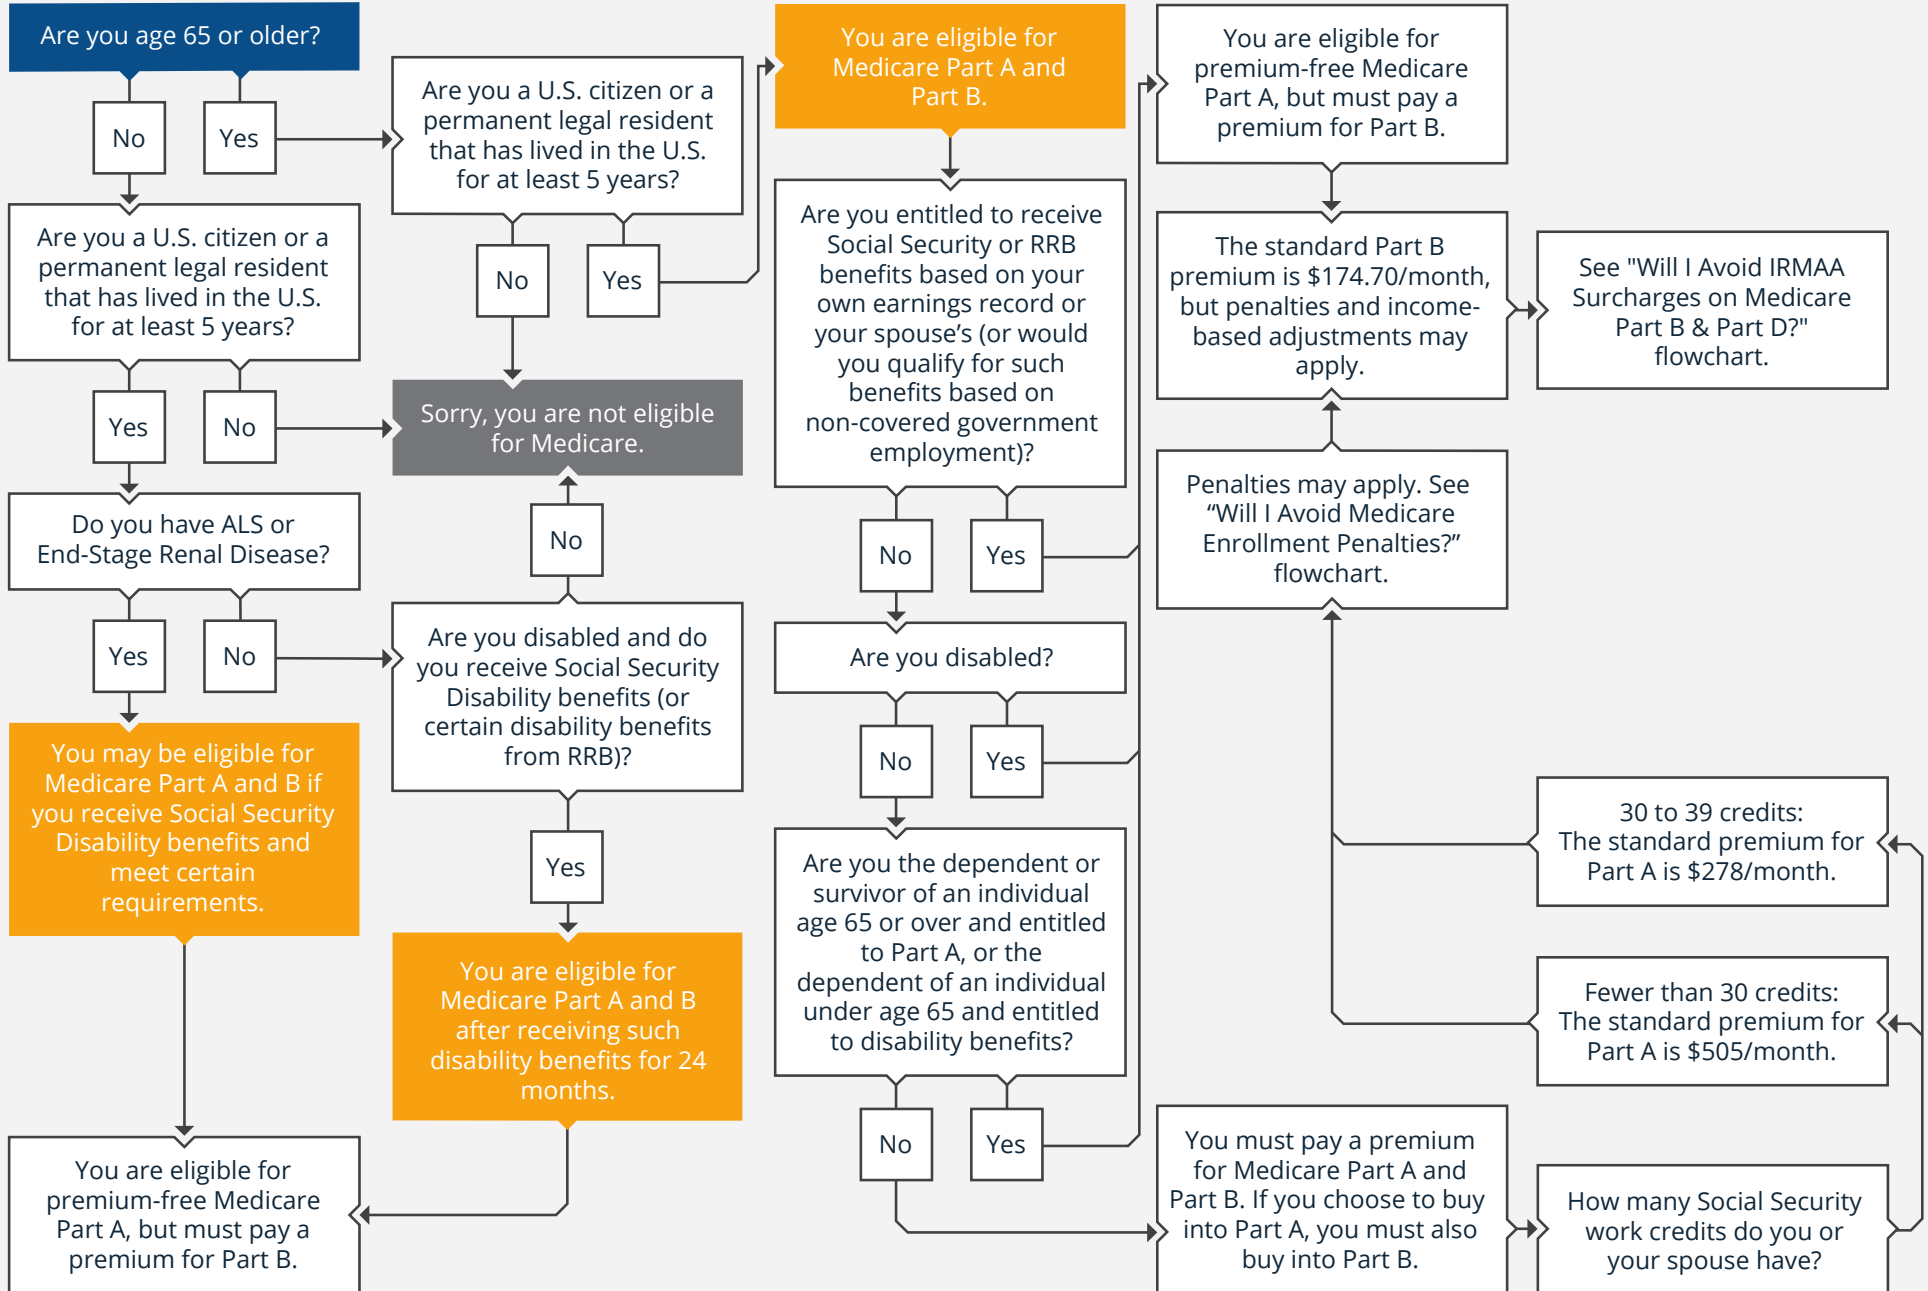 Are you age 65 or older?
No
Yes
Are you a U.S. citizen or a
permanent legal resident
that has lived in the U.S.
for at least 5 years?
Yes
No
Do you have ALS or
End-Stage Renal Disease?
Yes
No
You may be eligible for
Medicare Part A and B if
you receive Social Security
Disability benefits and
meet certain
requirements.
You are eligible for
premium-free Medicare
Part A, but must pay a
premium for Part B.
Are you a U.S. citizen or a
permanent legal resident
that has lived in the U.S.
for at least 5 years?
No
Yes
Sorry, you are not eligible
for Medicare.
No
Are you disabled and do
you receive Social Security
Disability benefits (or
certain disability benefits
from RRB)?
Yes
You are eligible for
Medicare Part A and B
after receiving such
disability benefits for 24
months.
You are eligible for
Medicare Part A and
Part B.
Are you entitled to receive
Social Security or RRB
benefits based on your
own earnings record or
your spouse’s (or would
you qualify for such
benefits based on
non-covered government
employment)?
No
Yes
Are you disabled?
No
Yes
Are you the dependent or
survivor of an individual
age 65 or over and entitled
to Part A, or the
dependent of an individual
under age 65 and entitled
to disability benefits?
No
Yes
You are eligible for
premium-free Medicare
Part A, but must pay a
premium for Part B.
The standard Part B
premium is $174.70/month,
but penalties and income-
based adjustments may
apply.
See "Will I Avoid IRMAA
Surcharges on Medicare
Part B & Part D?"
flowchart.
Penalties may apply. See
“Will I Avoid Medicare
Enrollment Penalties?”
flowchart.
30 to 39 credits:
The standard premium for
Part A is $278/month.
Fewer than 30 credits:
The standard premium for
Part A is $505/month.
You must pay a premium
for Medicare Part A and
Part B. If you choose to buy
into Part A, you must also
buy into Part B.
How many Social Security
work credits do you or
your spouse have?